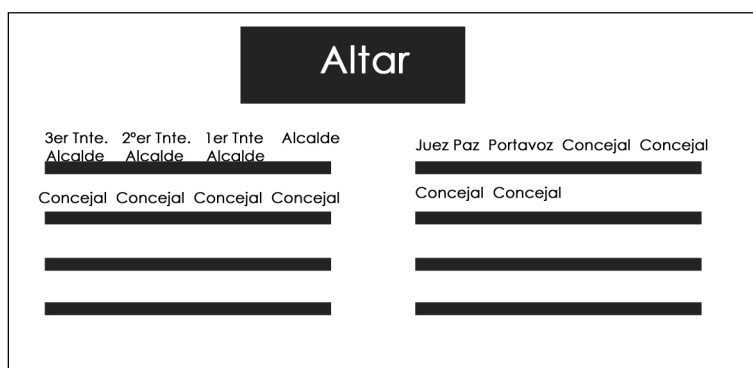 Altar
3er Tnte. 2ºer Tnte. 1er Tnte Alcalde
Alcalde Alcalde Alcalde
Juez Paz Portavoz Concejal Concejal
Concejal Concejal Concejal Concejal
Concejal Concejal